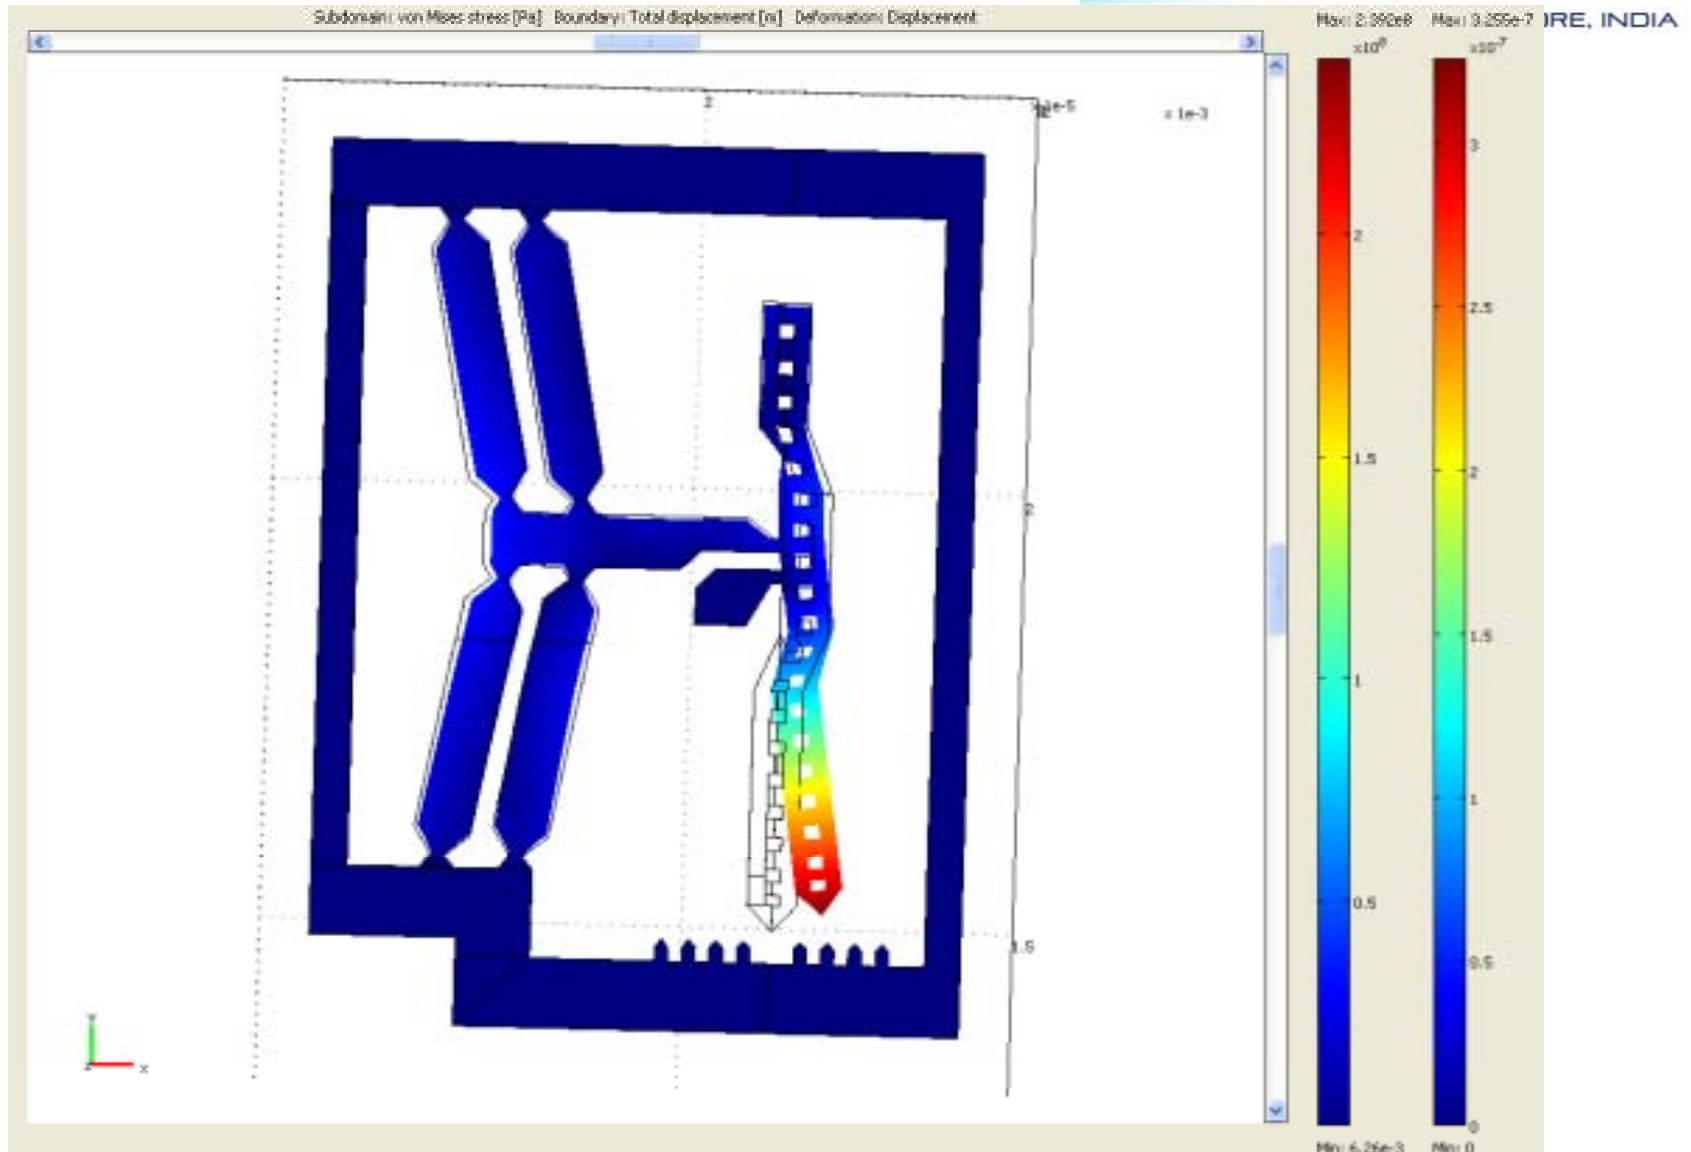 Subdomain: von Mises stress [Pa] Boundary: Total displacement [m] Deformation: Displacement
Max: 2.392e8 Max: 3.255e-7
ORE, INDIA
x10^8 x10^-7
2
x1e-5
x 1e-3
3
2
2.5
1.5
2
1
1.5
0.5
1
1.5
0.5
0
y
z
x
Min: 6.26e-3 Min: 0